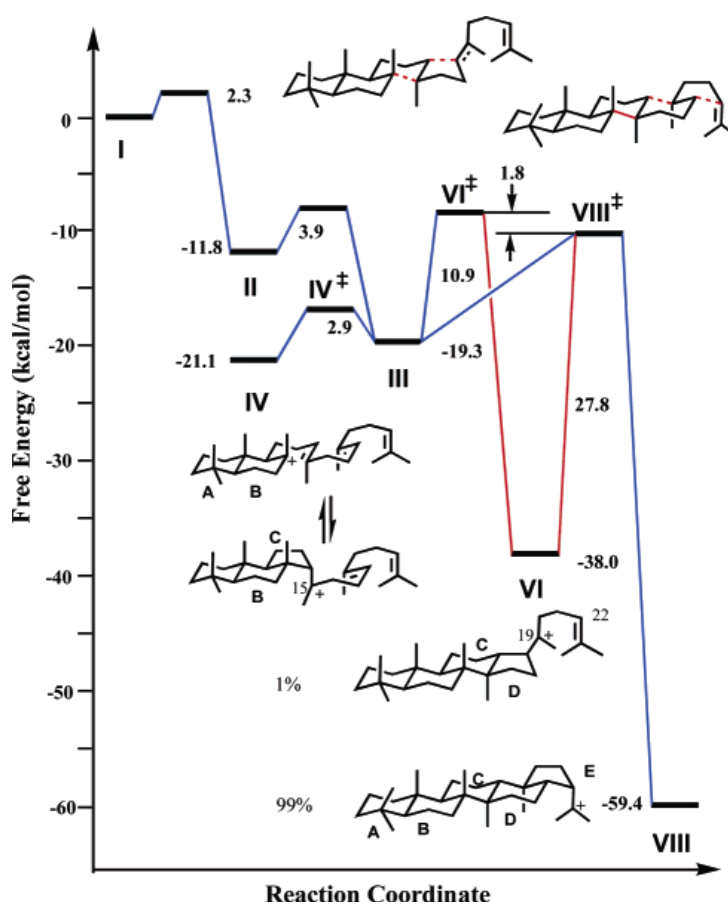 0
-10
-20
-30
-40
-50
-60
Free Energy (kcal/mol)
Reaction Coordinate
I
2.3
-11.8
II
3.9
IV‡
2.9
-21.1
IV
III
-19.3
VI‡
10.9
1.8
VIII‡
27.8
VI
-38.0
-59.4
VIII
+
A
B
C
15
+
B
1%
C
D
19
+
22
99%
A
B
C
D
E
+